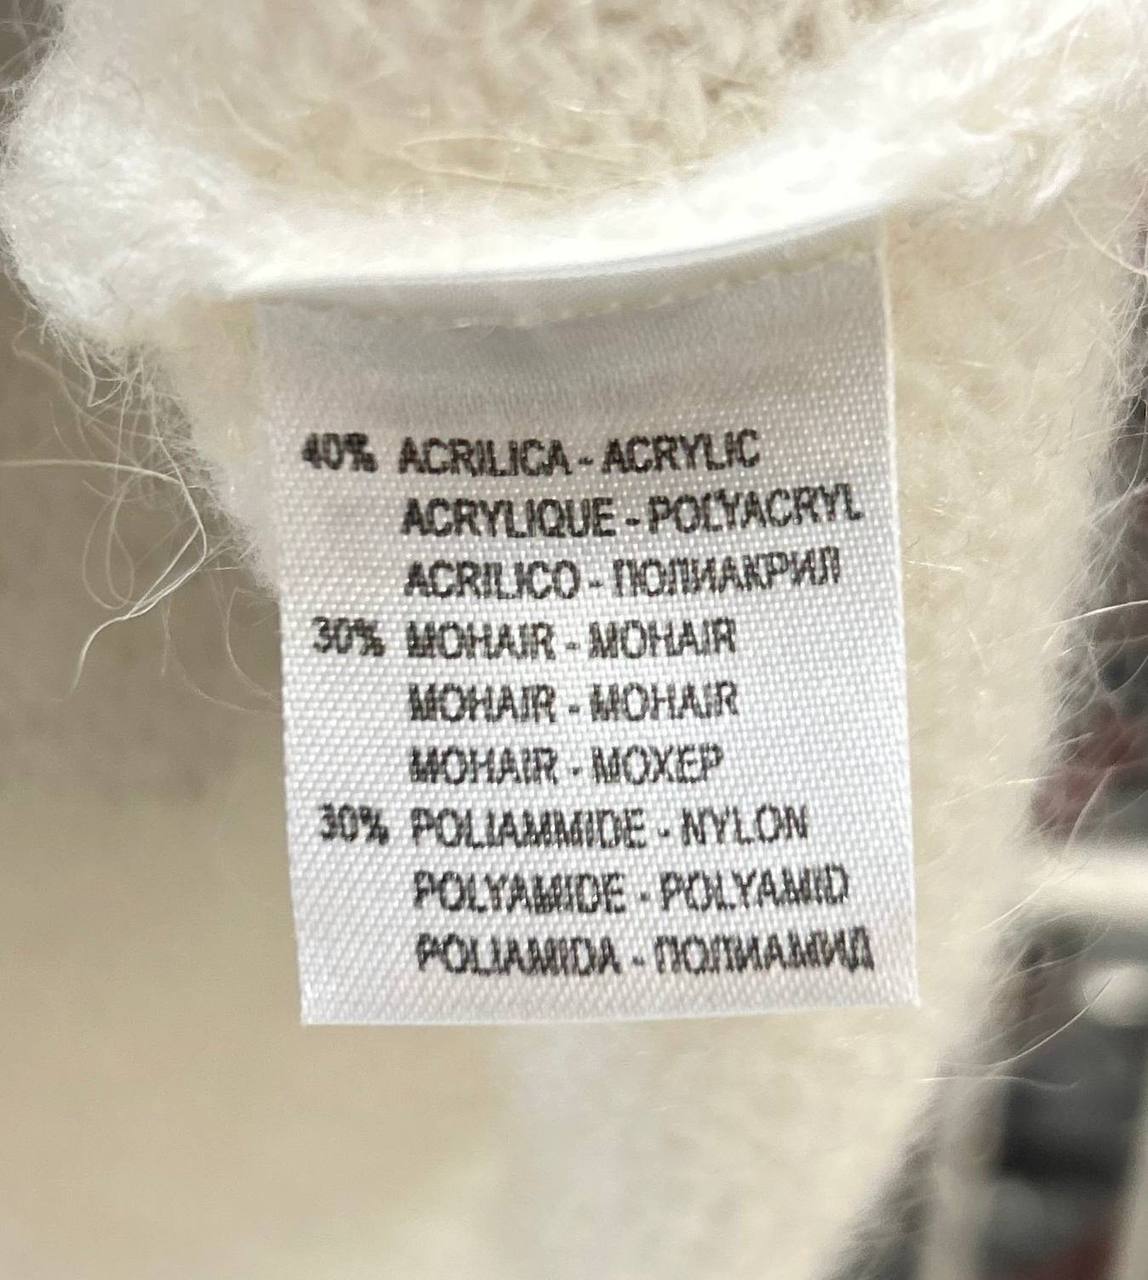 40% ACRILICA - ACRYLIC
ACRYLIQUE - POLYACRYL
ACRILICO - ПОЛИАКРИЛ
30% MOHAIR - MOHAIR
MOHAIR - MOHAIR
MOHAIR - МОХЕР
30% POLIAMMIDE - NYLON
POLYAMIDE - POLYAMID
POLIAMIDA - ПОЛИАМИД